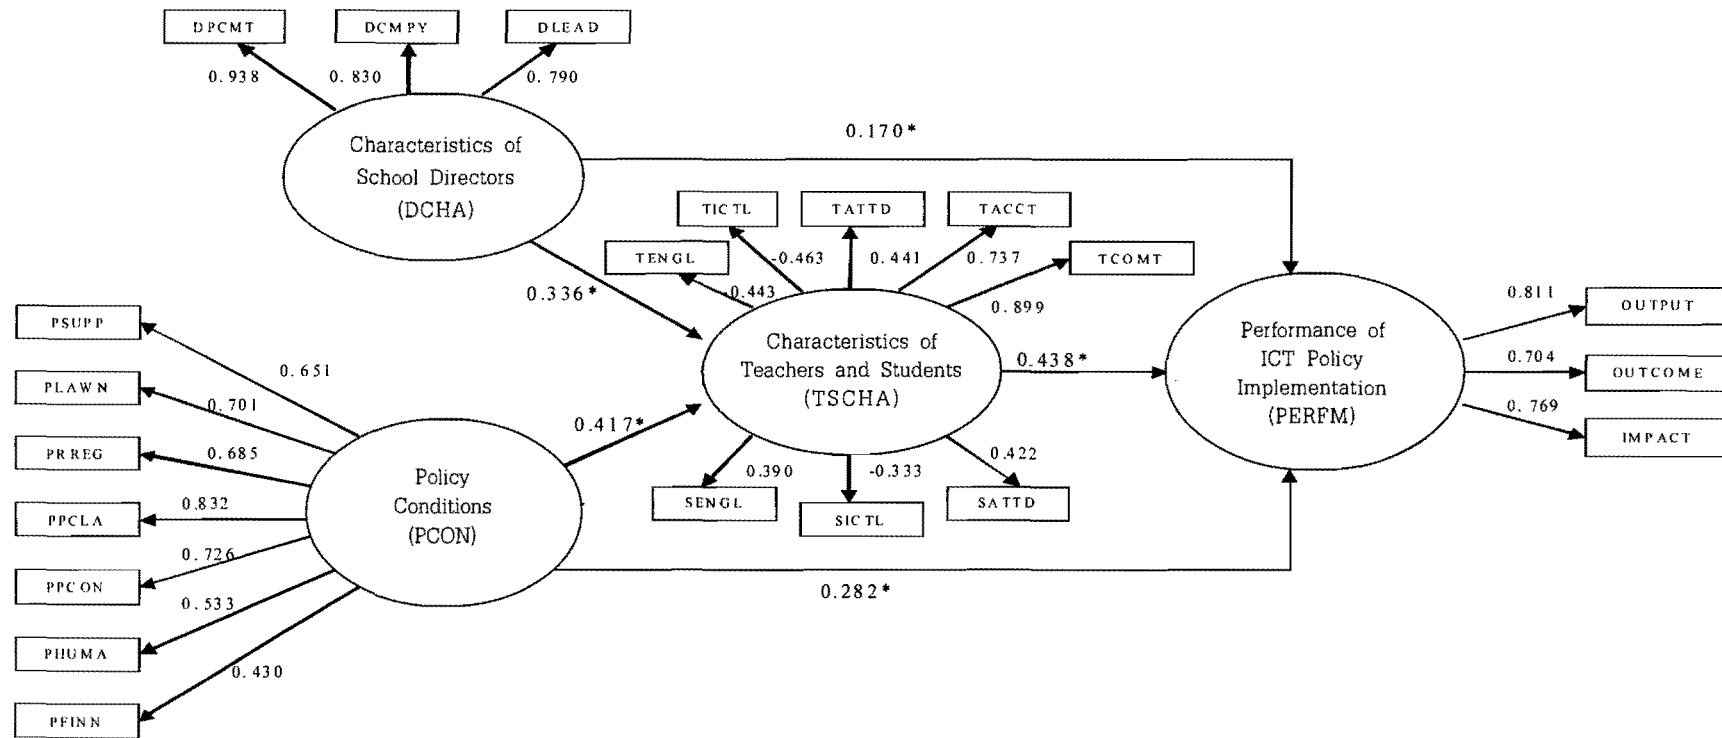 DPCMT
DCMPY
DLEAD
0.938
0.830
0.790
Characteristics of
School Directors
(DCHA)
0.170*
TICTL
TATTD
TACCT
TENGL
-0.463
0.441
0.737
TCOMT
-0.443
0.899
0.336*
Characteristics of
Teachers and Students
(TSCHA)
0.438*
Performance of
ICT Policy
Implementation
(PERFM)
0.811
OUTPUT
0.704
OUTCOME
0.769
IMPACT
PSUPP
0.651
PLAWN
0.701
PRREG
0.685
PPCLA
0.832
PPCON
0.726
PHUMA
0.533
PFINN
0.430
Policy
Conditions
(PCON)
0.417*
0.390
-0.333
0.422
SENGL
SICTL
SATTD
0.282*